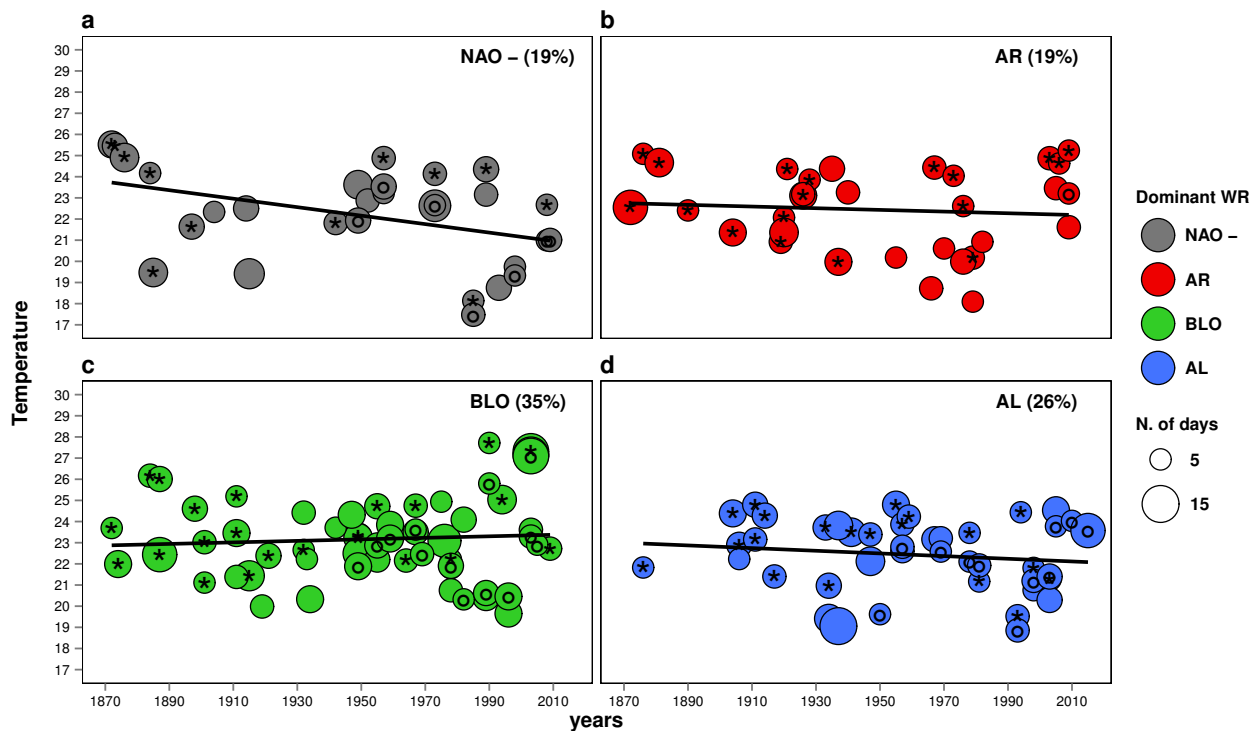 a
b
NAO – (19%)
AR (19%)
30
29
28
27
26
25
24
23
22
21
20
19
18
17
c
d
BLO (35%)
AL (26%)
30
29
28
27
26
25
24
23
22
21
20
19
18
17
Temperature
1870 1890 1910 1930 1950 1970 1990 2010
1870 1890 1910 1930 1950 1970 1990 2010
years
Dominant WR
NAO –
AR
BLO
AL
N. of days
5
15